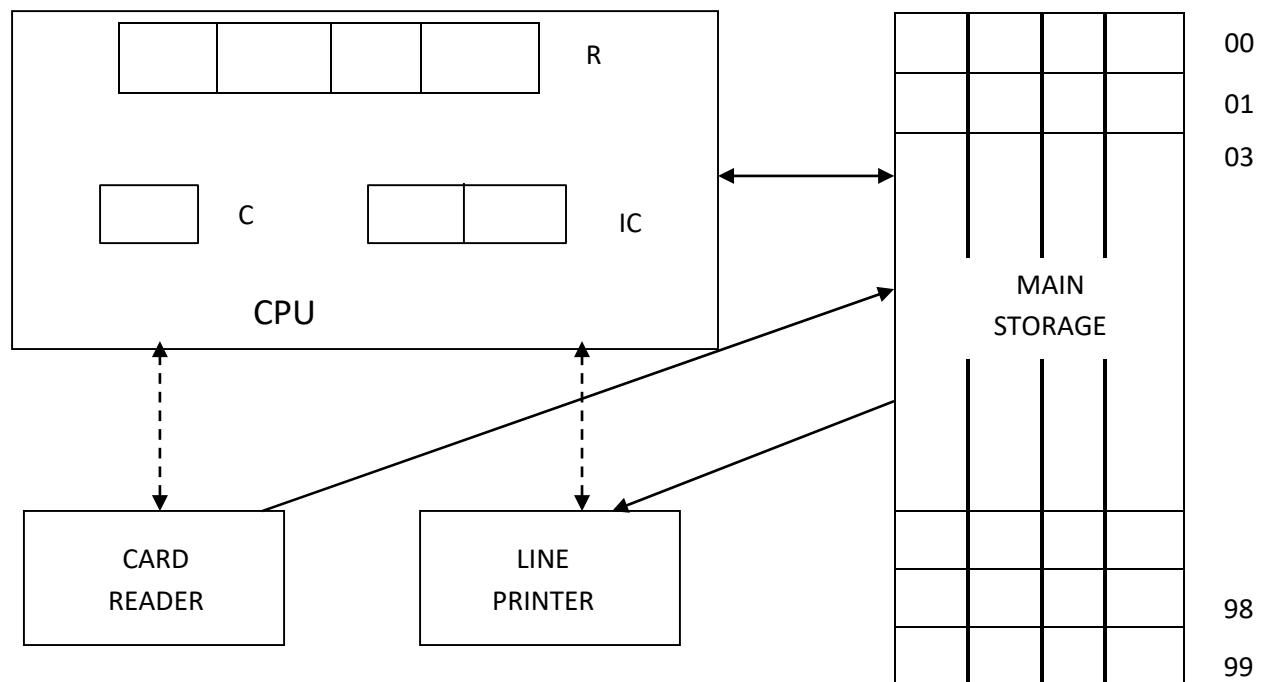 R
C
IC
CPU
00
01
03
MAIN
STORAGE
98
99
CARD
READER
LINE
PRINTER